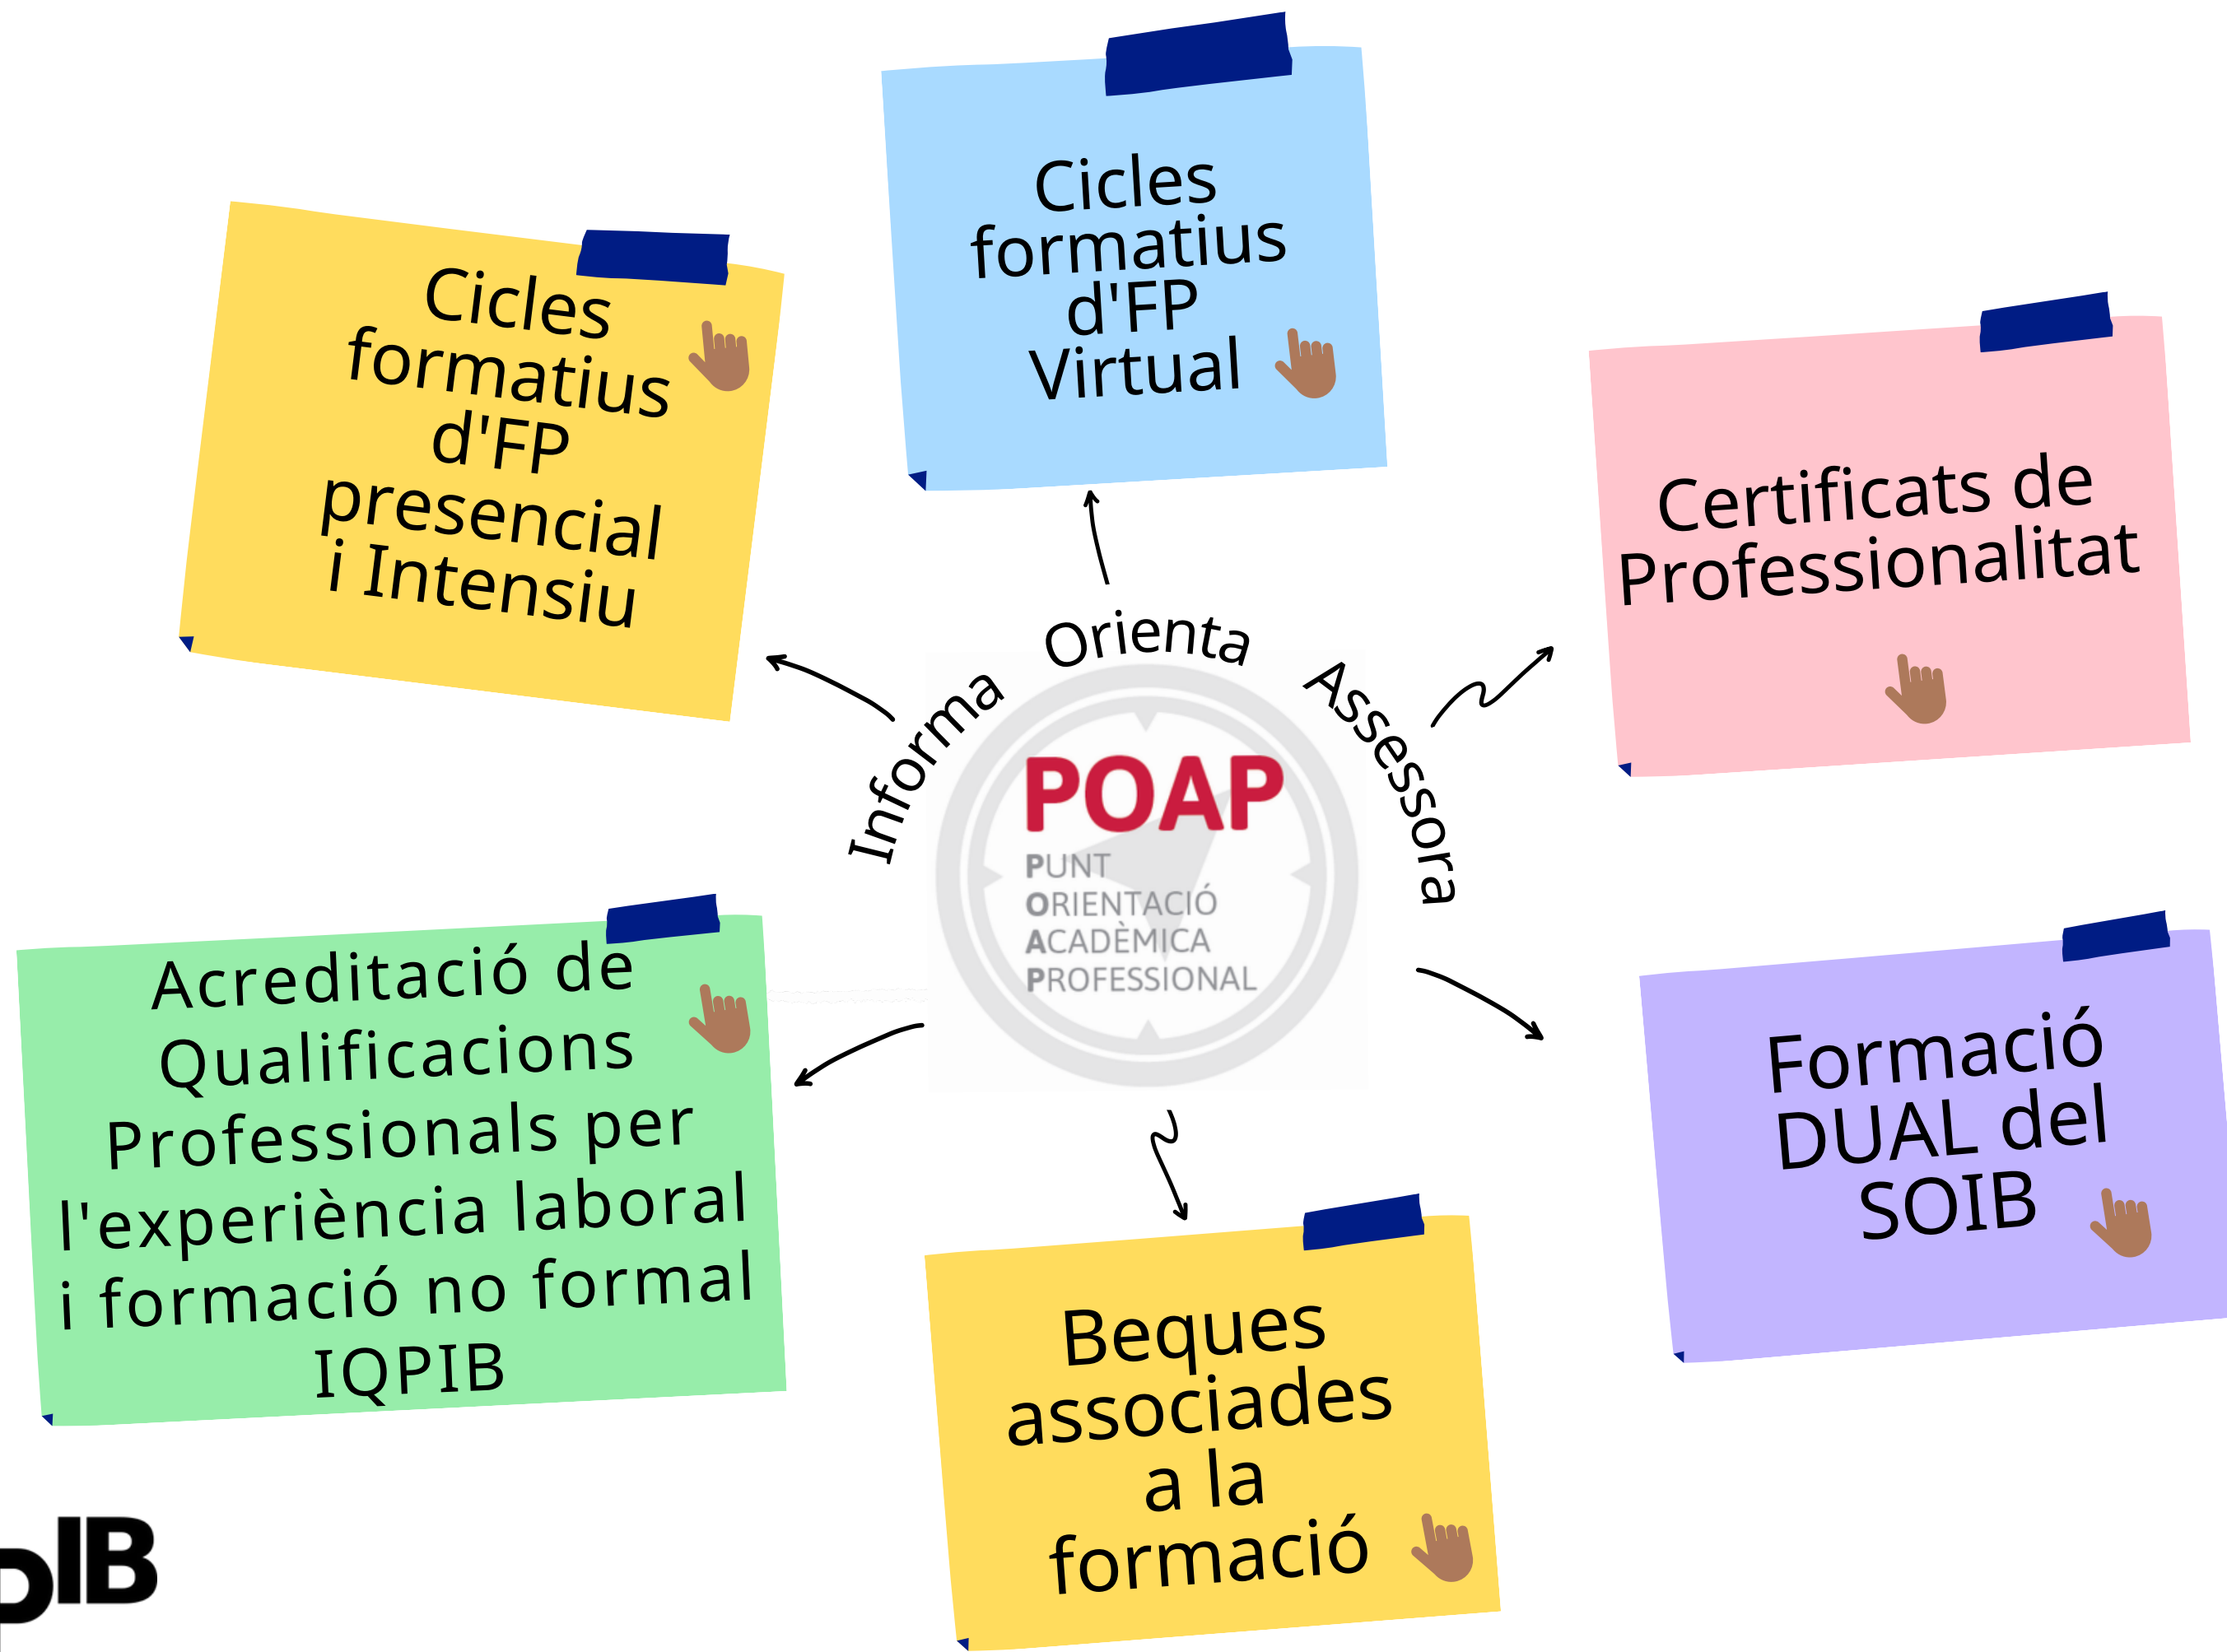 Cicles
formatius
d'FP
Virtual
Cicles
formatius
d'FP
presencial
i Intensiu
Certificats de
Professionalitat
Informa
Orienta
Assessora
POAP
PUNT
ORIENTACIÓ
ACADÈMICA
PROFESSIONAL
Acreditació de
Qualificacions
Professionals per
l'experiència laboral
i formació no formal
IQPIB
Formació
DUAL del
SOIB
Beques
associades
a la
formació
pIB